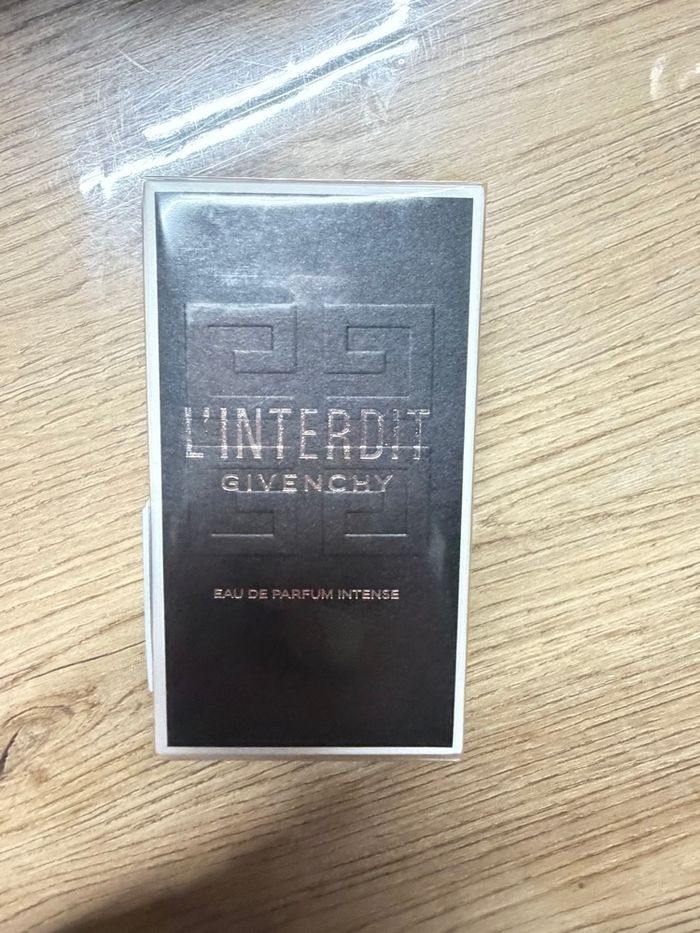 L'INTERDIT
GIVENCHY
EAU DE PARFUM INTENSE